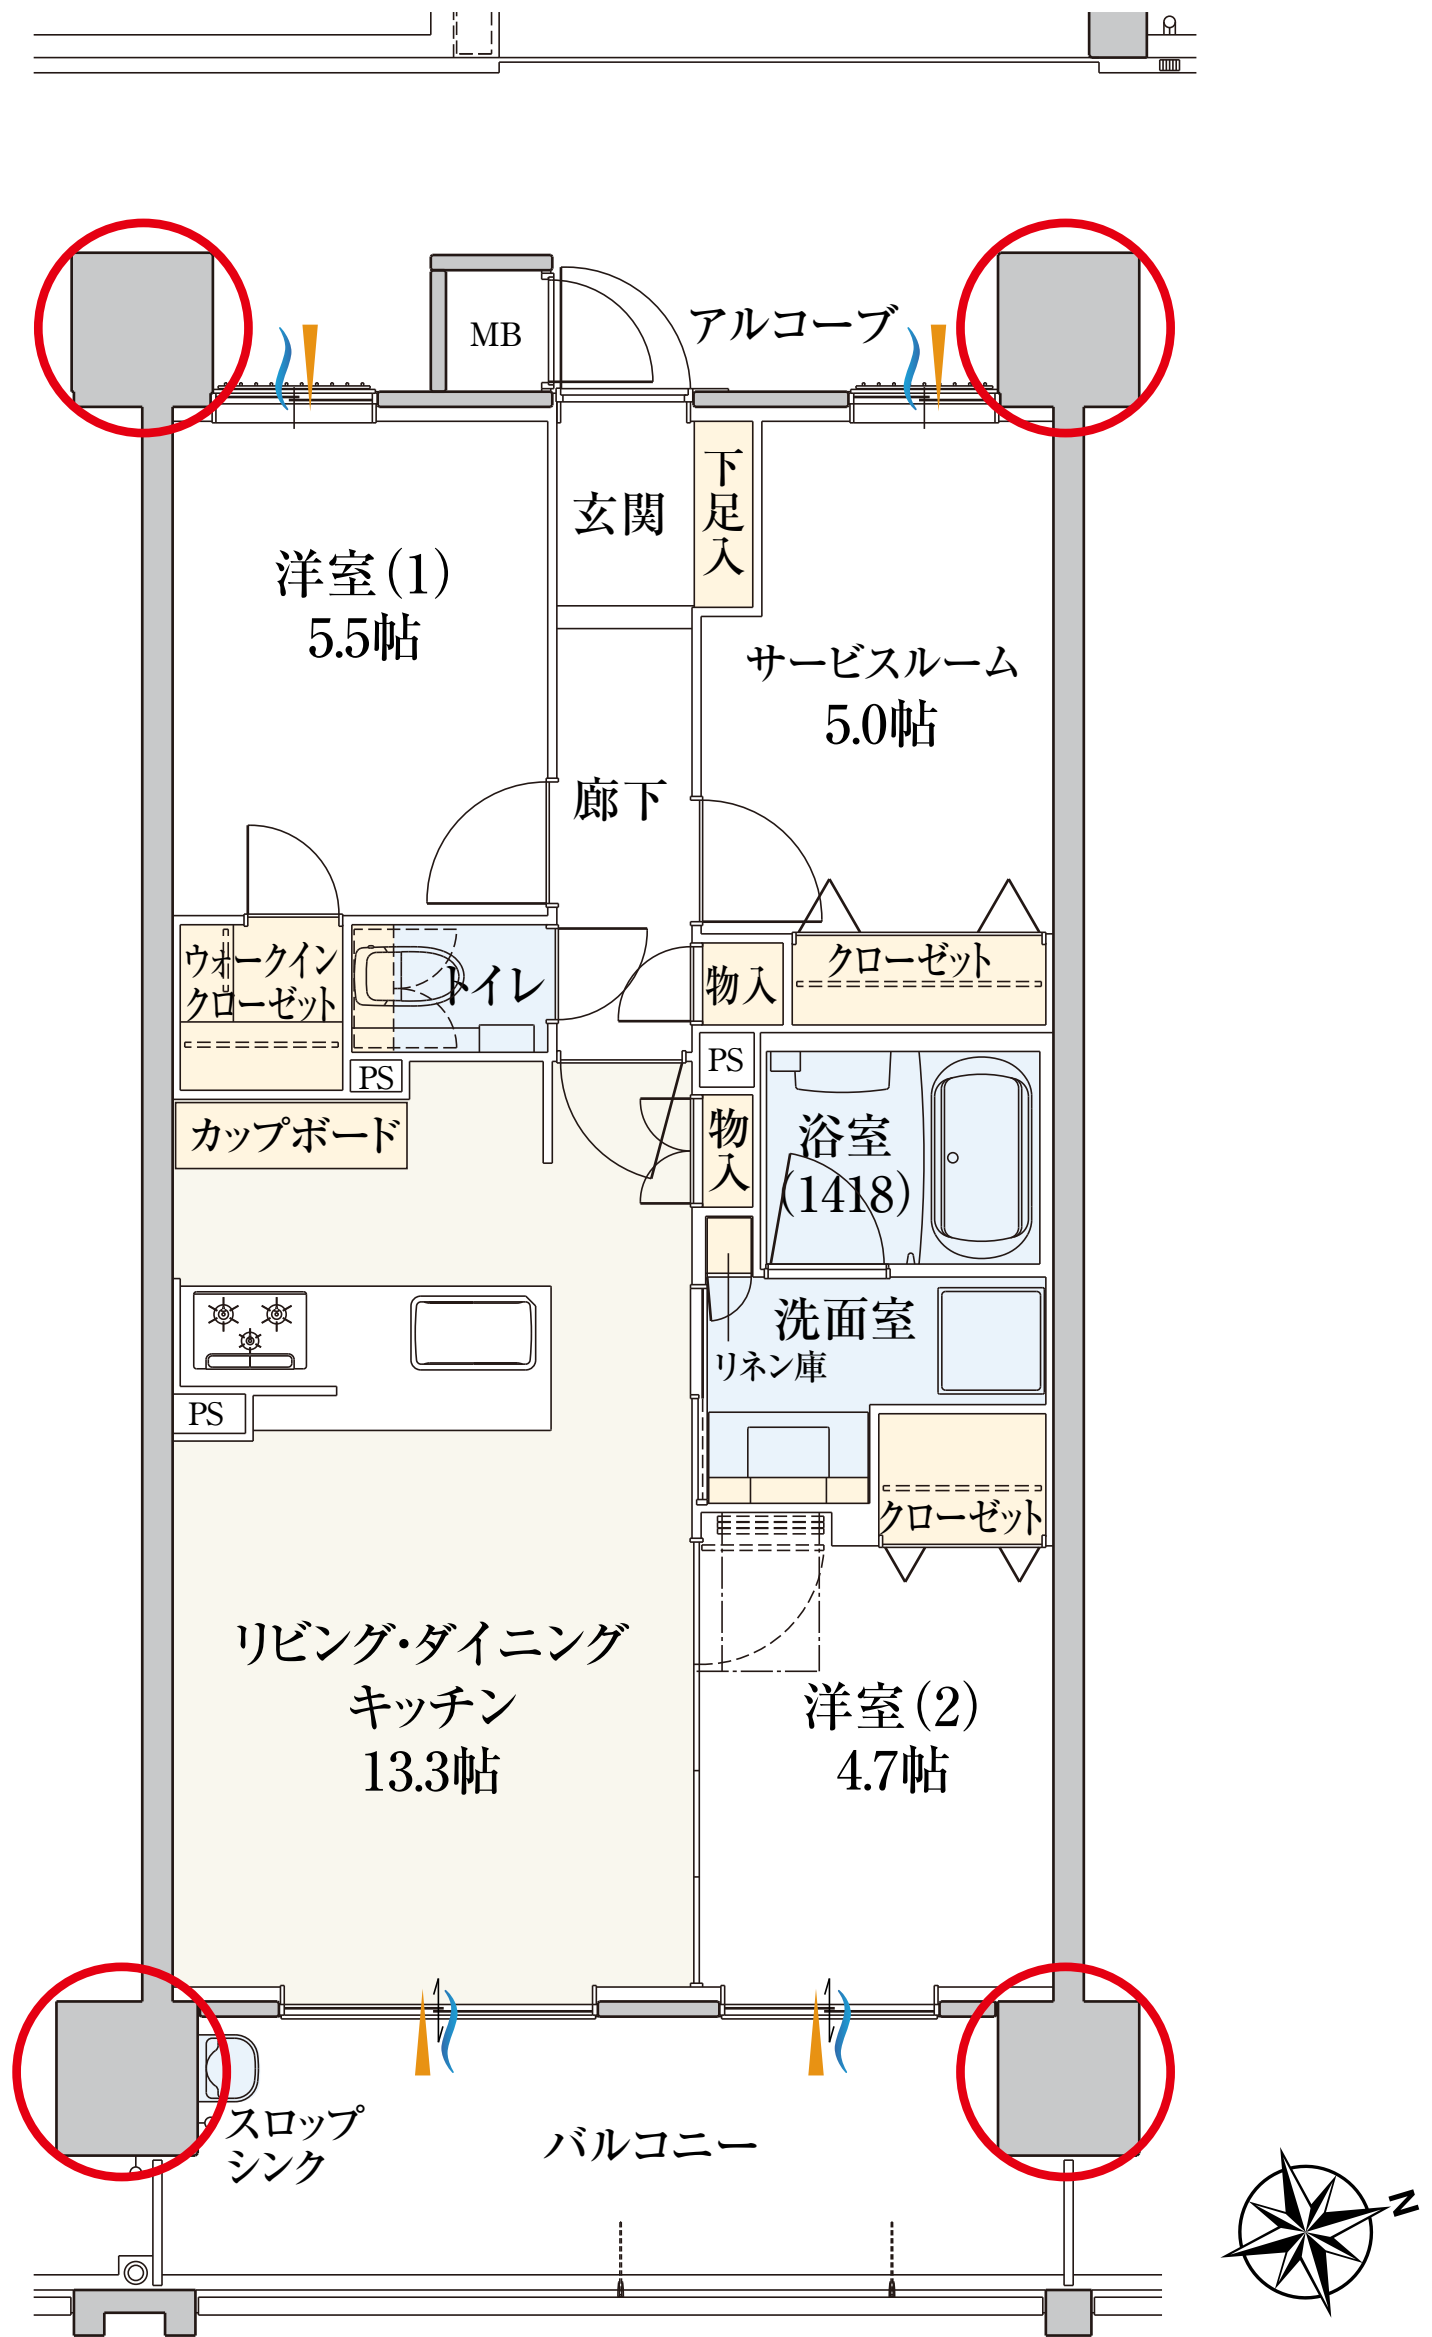 MB
アルコーブ
玄関
下足入
洋室(1)
5.5帖
サービスルーム
5.0帖
廊下
ウォークイン
クローゼット
トイレ
物入
クローゼット
PS
PS
カップボード
物入
浴室
(1418)
洗面室
リネン庫
PS
クローゼット
リビング・ダイニング
キッチン
13.3帖
洋室(2)
4.7帖
スロップ
シンク
バルコニー
N